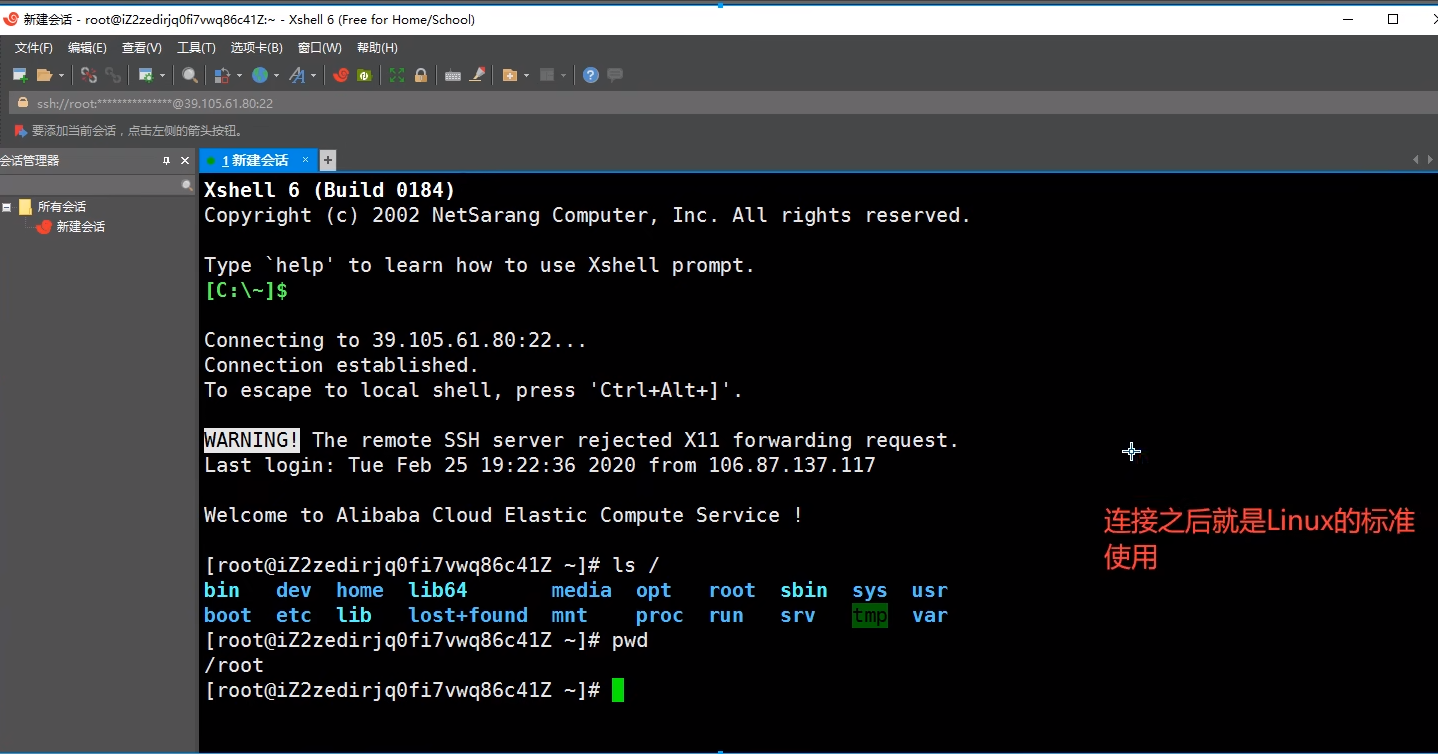 新建会话 - root@iZ2zedirjq0fi7vwq86c41Z:~ - Xshell 6 (Free for Home/School)
文件(F) 编辑(E) 查看(V) 工具(T) 选项卡(B) 窗口(W) 帮助(H)
ssh://root:***************@39.105.61.80:22
要添加当前会话，点击左侧的箭头按钮。
会话管理器
1 新建会话
所有会话
新建会话
Xshell 6 (Build 0184)
Copyright (c) 2002 NetSarang Computer, Inc. All rights reserved.
Type `help' to learn how to use Xshell prompt.
[C:\~]$
Connecting to 39.105.61.80:22...
Connection established.
To escape to local shell, press 'Ctrl+Alt+]'.
WARNING! The remote SSH server rejected X11 forwarding request.
Last login: Tue Feb 25 19:22:36 2020 from 106.87.137.117
Welcome to Alibaba Cloud Elastic Compute Service !
[root@iZ2zedirjq0fi7vwq86c41Z ~]# ls /
bin dev home lib64 media opt root sbin sys usr
boot etc lib lost+found mnt proc run srv tmp var
[root@iZ2zedirjq0fi7vwq86c41Z ~]# pwd
/root
[root@iZ2zedirjq0fi7vwq86c41Z ~]#
连接之后就是Linux的标准
使用